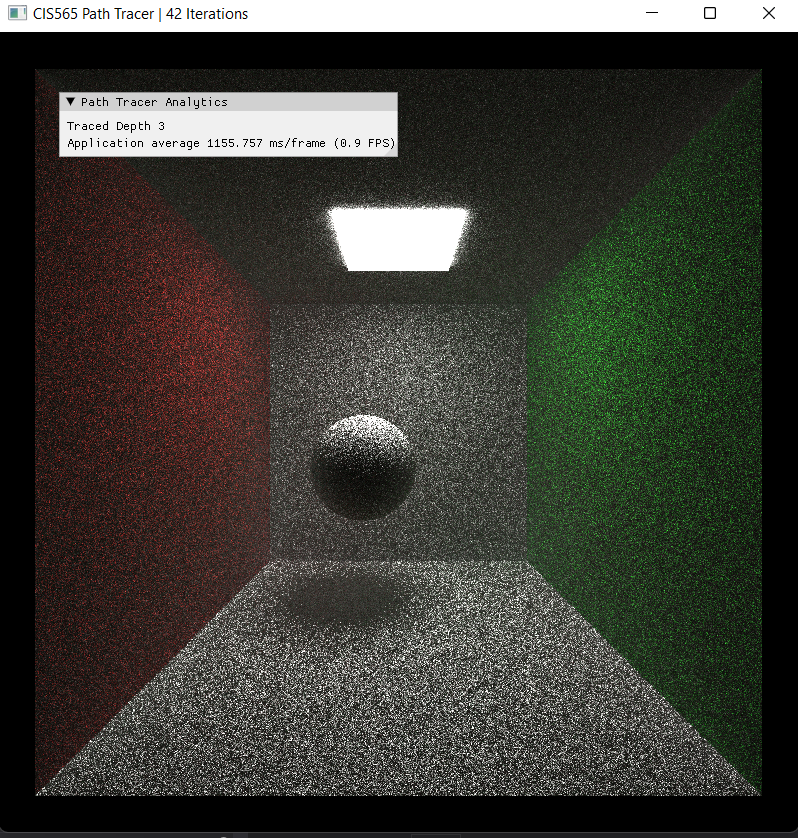 CIS565 Path Tracer | 42 Iterations
Path Tracer Analytics
Traced Depth 3
Application average 1155.757 ms/frame (0.9 FPS)